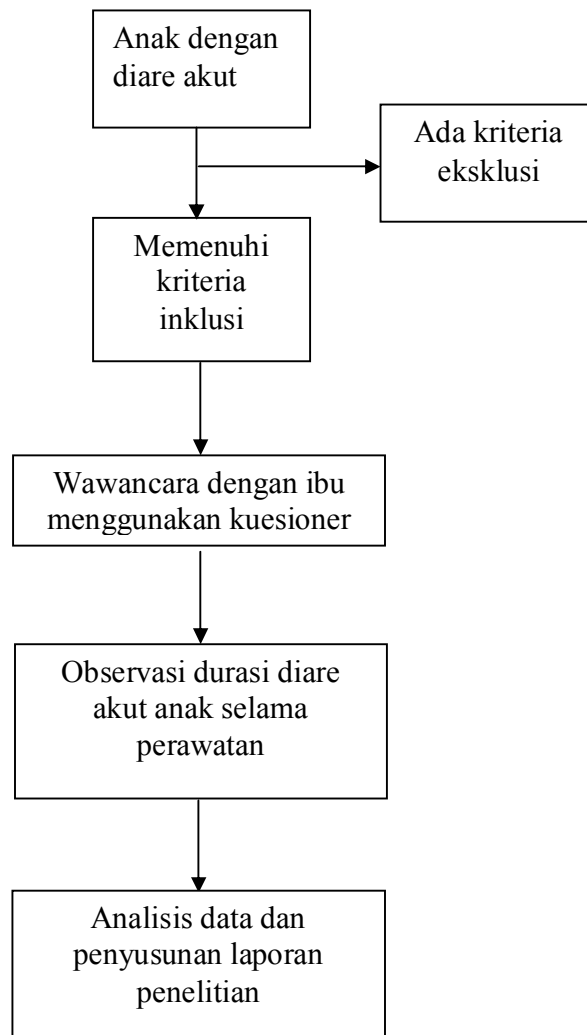 Anak dengan
diare akut
Ada kriteria
eksklusi
Memenuhi
kriteria
inklusi
Wawancara dengan ibu
menggunakan kuesioner
Observasi durasi diare
akut anak selama
perawatan
Analisis data dan
penyusunan laporan
penelitian